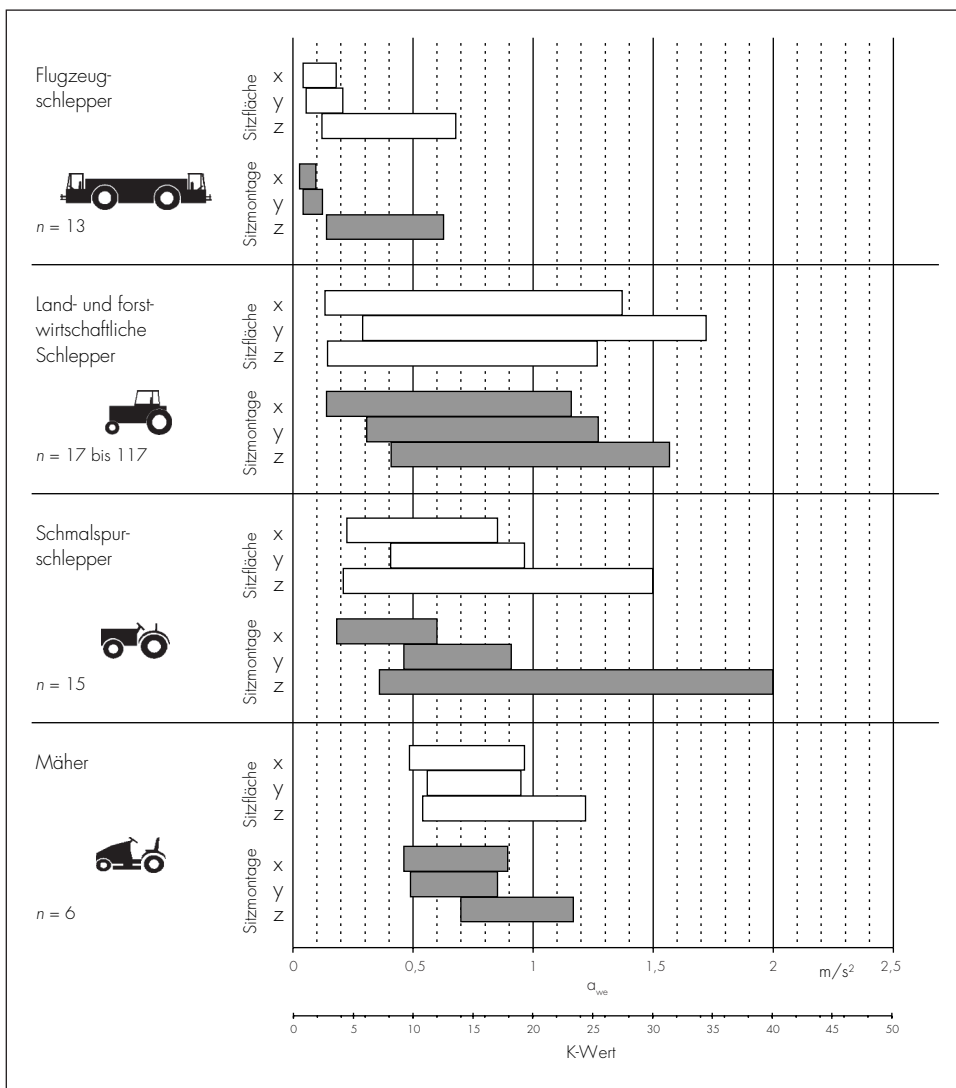 Flugzeug-
schlepper
n = 13
Sitzfläche
x
y
z
Sitzmontage
x
y
z
Land- und forst-
wirtschaftliche
Schlepper
n = 17 bis 117
Sitzfläche
x
y
z
Sitzmontage
x
y
z
Schmalspur-
schlepper
n = 15
Sitzfläche
x
y
z
Sitzmontage
x
y
z
Mäher
n = 6
Sitzfläche
x
y
z
Sitzmontage
x
y
z
0 0,5 1 1,5 2 m/s² 2,5
a_we
0 5 10 15 20 25 30 35 40 45 50
K-Wert